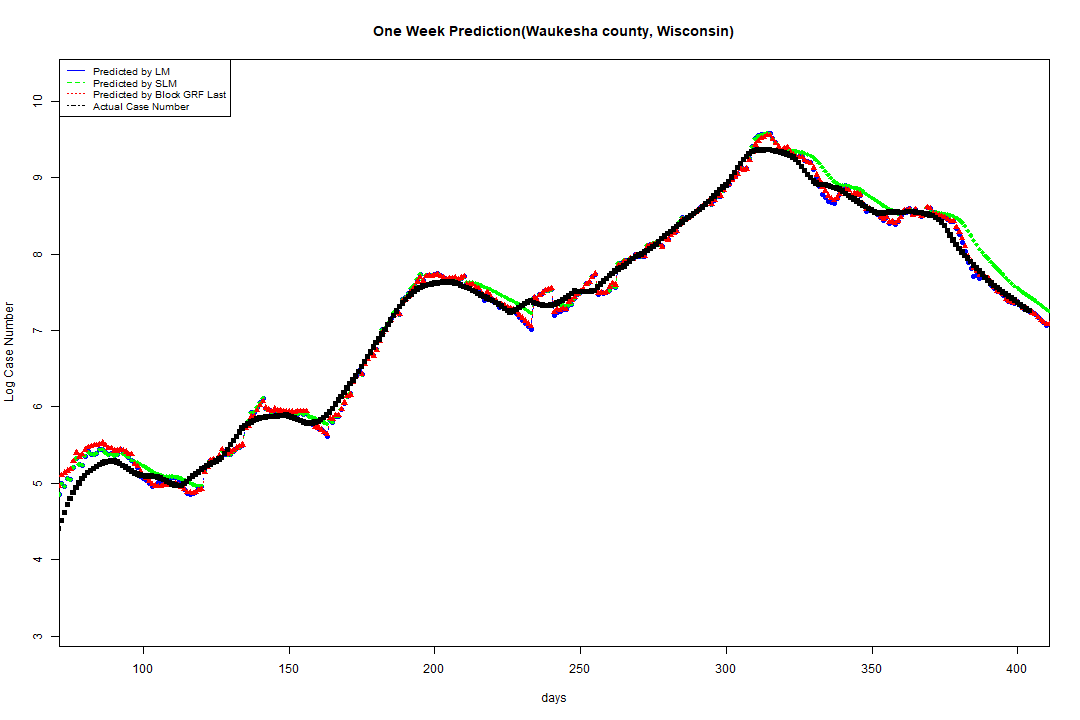 One Week Prediction(Waukesha county, Wisconsin)
Predicted by LM
Predicted by SLM
Predicted by Block GRF Last
Actual Case Number
10
9
8
7
6
5
4
3
Log Case Number
100 150 200 250 300 350 400
days